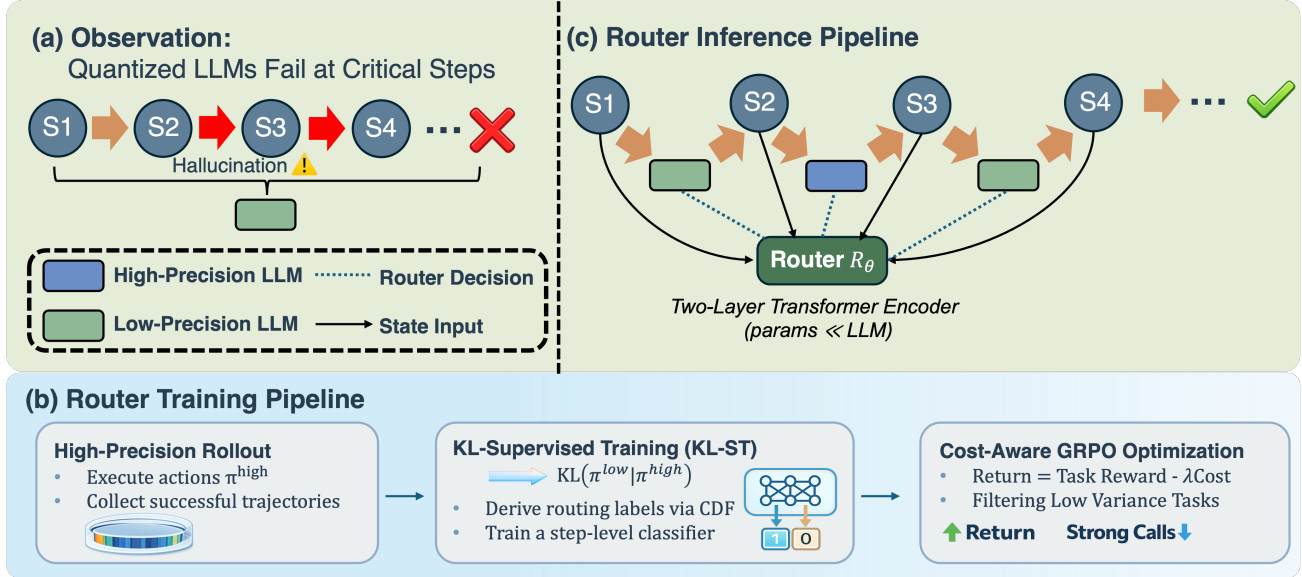 (a) Observation:
Quantized LLMs Fail at Critical Steps
S1 S2 S3 S4 ...
Hallucination
High-Precision LLM
Router Decision
Low-Precision LLM
State Input
(c) Router Inference Pipeline
S1 S2 S3 S4 ...
Router R_θ
Two-Layer Transformer Encoder
(params ≪ LLM)
(b) Router Training Pipeline
High-Precision Rollout
• Execute actions π^high
• Collect successful trajectories
KL-Supervised Training (KL-ST)
KL(π^low|π^high)
• Derive routing labels via CDF
• Train a step-level classifier
1 0
Cost-Aware GRPO Optimization
• Return = Task Reward - λCost
• Filtering Low Variance Tasks
Return Strong Calls